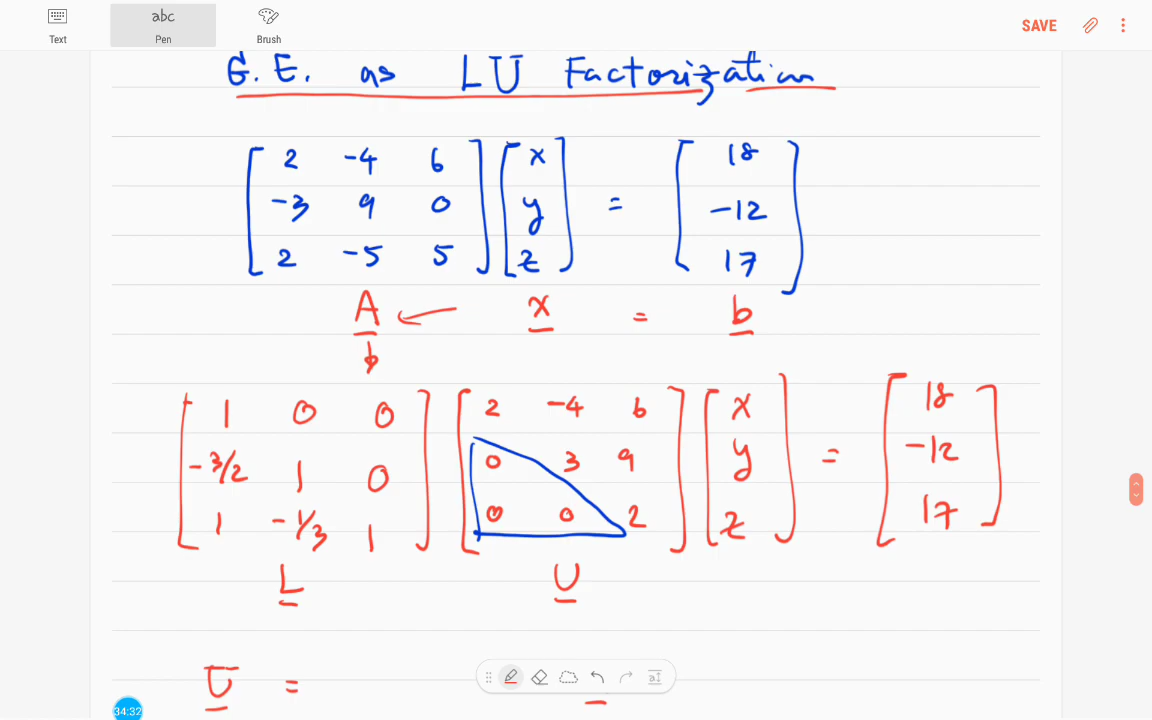 abc
Text Pen Brush SAVE
G.E. as LU Factorization
[ 2 -4 6 ] [ x ] [ 18 ]
[ -3 9 0 ] [ y ] = [ -12 ]
[ 2 -5 5 ] [ z ] [ 17 ]
A ← x = b
↓
[ 1 0 0 ] [ 2 -4 6 ] [ x ] [ 18 ]
[ -3/2 1 0 ] [ 0 3 9 ] [ y ] = [ -12 ]
[ 1 -1/3 1 ] [ 0 0 2 ] [ z ] [ 17 ]
L U
U =
34:32